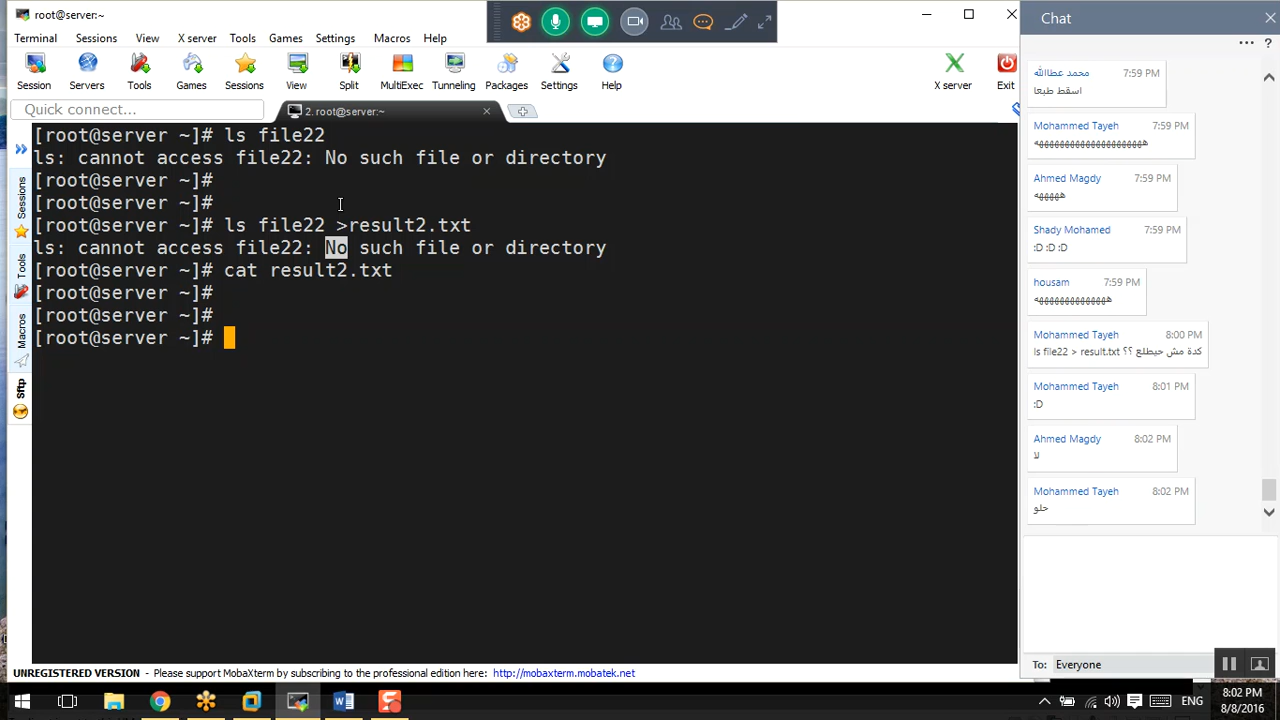 root@server:~
Terminal Sessions View X server Tools Games Settings Macros Help
Session Servers Tools Games Sessions View Split MultiExec Tunneling Packages Settings Help X server Exit
Quick connect...
2. root@server:~
[root@server ~]# ls file22
ls: cannot access file22: No such file or directory
[root@server ~]#
[root@server ~]#
[root@server ~]# ls file22 >result2.txt
ls: cannot access file22: No such file or directory
[root@server ~]# cat result2.txt
[root@server ~]#
[root@server ~]#
[root@server ~]#
Sessions
Tools
Macros
Sftp
UNREGISTERED VERSION - Please support MobaXterm by subscribing to the professional edition here: http://mobaxterm.mobatek.net
Chat
... ?
محمد عطاالله 7:59 PM
اسقط طبعا
Mohammed Tayeh 7:59 PM
Ahmed Magdy 7:59 PM
ههههه
Shady Mohamed 7:59 PM
:D :D :D
housam 7:59 PM
Mohammed Tayeh 8:00 PM
ls file22 > result.txt كدة مش حيطلع ؟؟
Mohammed Tayeh 8:01 PM
:D
Ahmed Magdy 8:02 PM
لا
Mohammed Tayeh 8:02 PM
حلو
To: Everyone
ENG
8:02 PM
8/8/2016